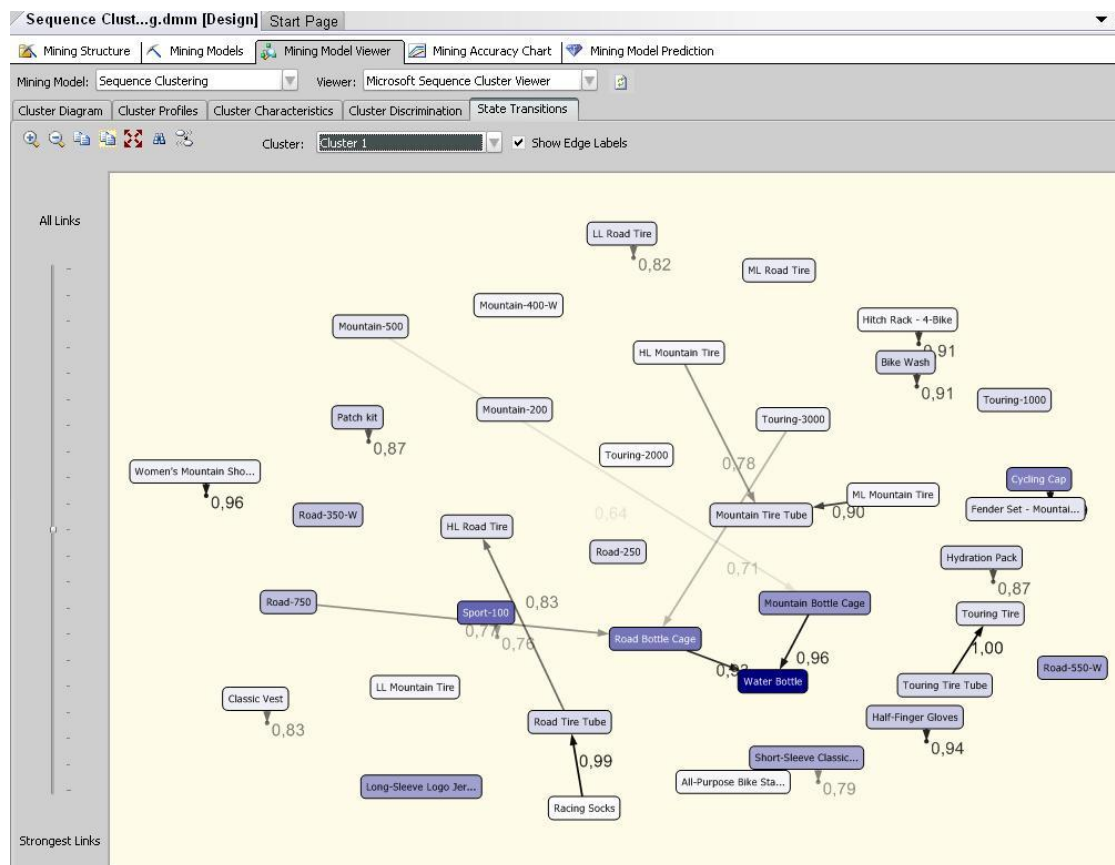 Sequence Clust...g.dmm [Design] Start Page
Mining Structure Mining Models Mining Model Viewer Mining Accuracy Chart Mining Model Prediction
Mining Model: Sequence Clustering Viewer: Microsoft Sequence Cluster Viewer
Cluster Diagram Cluster Profiles Cluster Characteristics Cluster Discrimination State Transitions
Cluster: Cluster 1 Show Edge Labels
All Links
LL Road Tire
0,82
ML Road Tire
Mountain-400-W
Mountain-500
Hitch Rack - 4-Bike
0,91
HL Mountain Tire
Bike Wash
0,91
Touring-1000
Mountain-200
Patch kit
0,87
Touring-3000
Touring-2000
0,78
Women's Mountain Sho...
0,96
Cycling Cap
ML Mountain Tire
0,90
Fender Set - Mountai...
Road-350-W
Mountain Tire Tube
0,64
HL Road Tire
Road-250
Hydration Pack
0,87
0,71
Road-750
0,83
Mountain Bottle Cage
Sport-100
0,77
0,76
Touring Tire
Road Bottle Cage
1,00
0,93
0,96
Road-550-W
Water Bottle
LL Mountain Tire
Touring Tire Tube
Classic Vest
0,83
Road Tire Tube
Half-Finger Gloves
0,94
0,99
Short-Sleeve Classic...
0,79
Long-Sleeve Logo Jer...
All-Purpose Bike Sta...
Racing Socks
Strongest Links